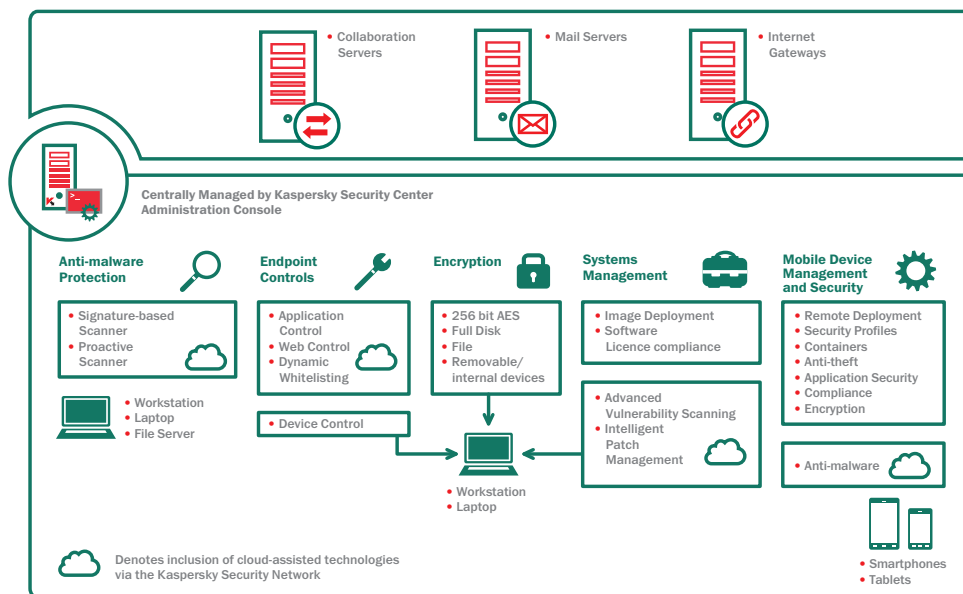 • Collaboration
Servers
• Mail Servers
• Internet
Gateways
>_
K
Centrally Managed by Kaspersky Security Center
Administration Console
Anti-malware
Protection
• Signature-based
Scanner
• Proactive
Scanner
• Workstation
• Laptop
• File Server
Endpoint
Controls
• Application
Control
• Web Control
• Dynamic
Whitelisting
• Device Control
Encryption
• 256 bit AES
• Full Disk
• File
• Removable/
internal devices
• Workstation
• Laptop
Systems
Management
• Image Deployment
• Software
Licence compliance
• Advanced
Vulnerability Scanning
• Intelligent
Patch
Management
Mobile Device
Management
and Security
• Remote Deployment
• Security Profiles
• Containers
• Anti-theft
• Application Security
• Compliance
• Encryption
• Anti-malware
• Smartphones
• Tablets
Denotes inclusion of cloud-assisted technologies
via the Kaspersky Security Network